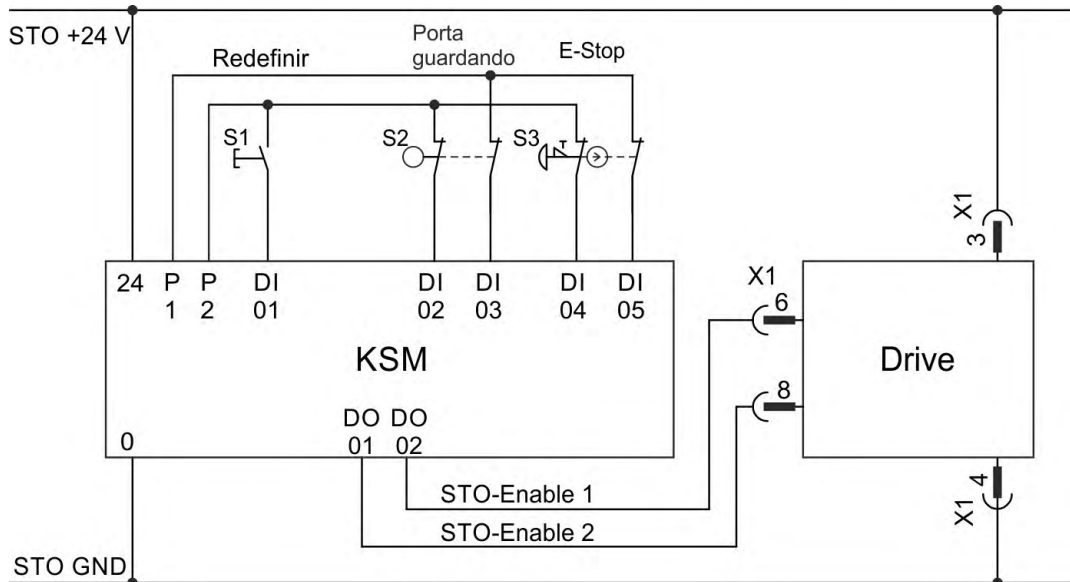 STO +24 V
Redefinir
Porta
guardando
E-Stop
S1
S2
S3
X1
3
24 P P DI DI DI DI DI
1 2 01 02 03 04 05
X1
6
KSM
Drive
8
DO DO
01 02
0
STO-Enable 1
STO-Enable 2
4
X1
STO GND